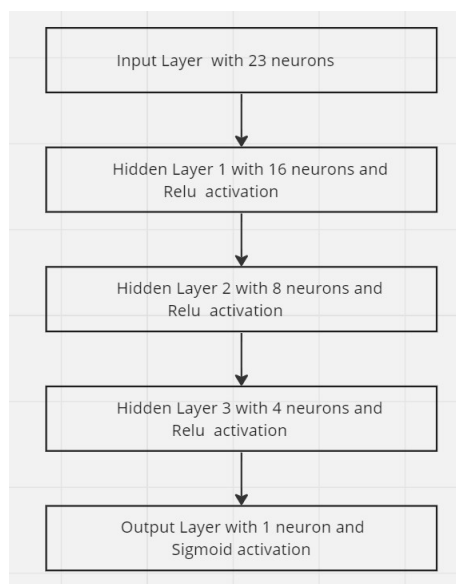 Input Layer with 23 neurons
Hidden Layer 1 with 16 neurons and
Relu activation
Hidden Layer 2 with 8 neurons and
Relu activation
Hidden Layer 3 with 4 neurons and
Relu activation
Output Layer with 1 neuron and
Sigmoid activation